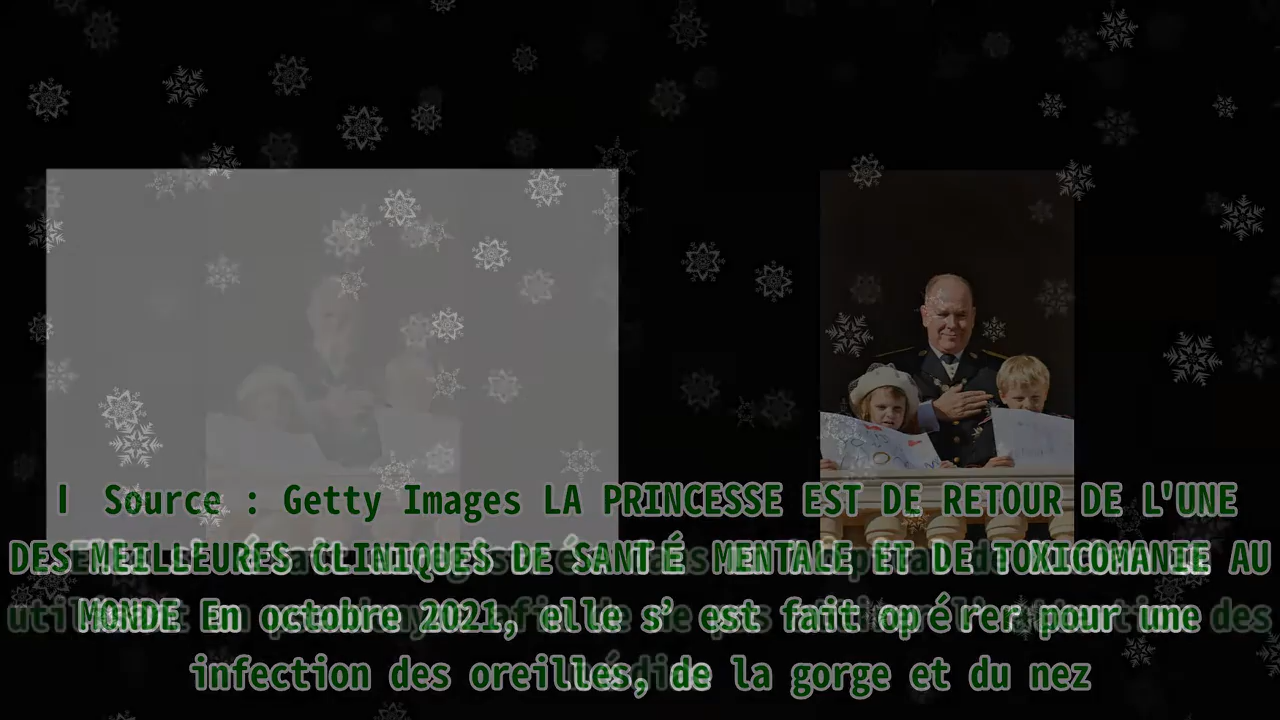 | Source : Getty Images LA PRINCESSE EST DE RETOUR DE L'UNE
DES MEILLEURES CLINIQUES DE SANTÉ MENTALE ET DE TOXICOMANIE AU
MONDE En octobre 2021, elle s’ est fait opérer pour une
infection des oreilles, de la gorge et du nez